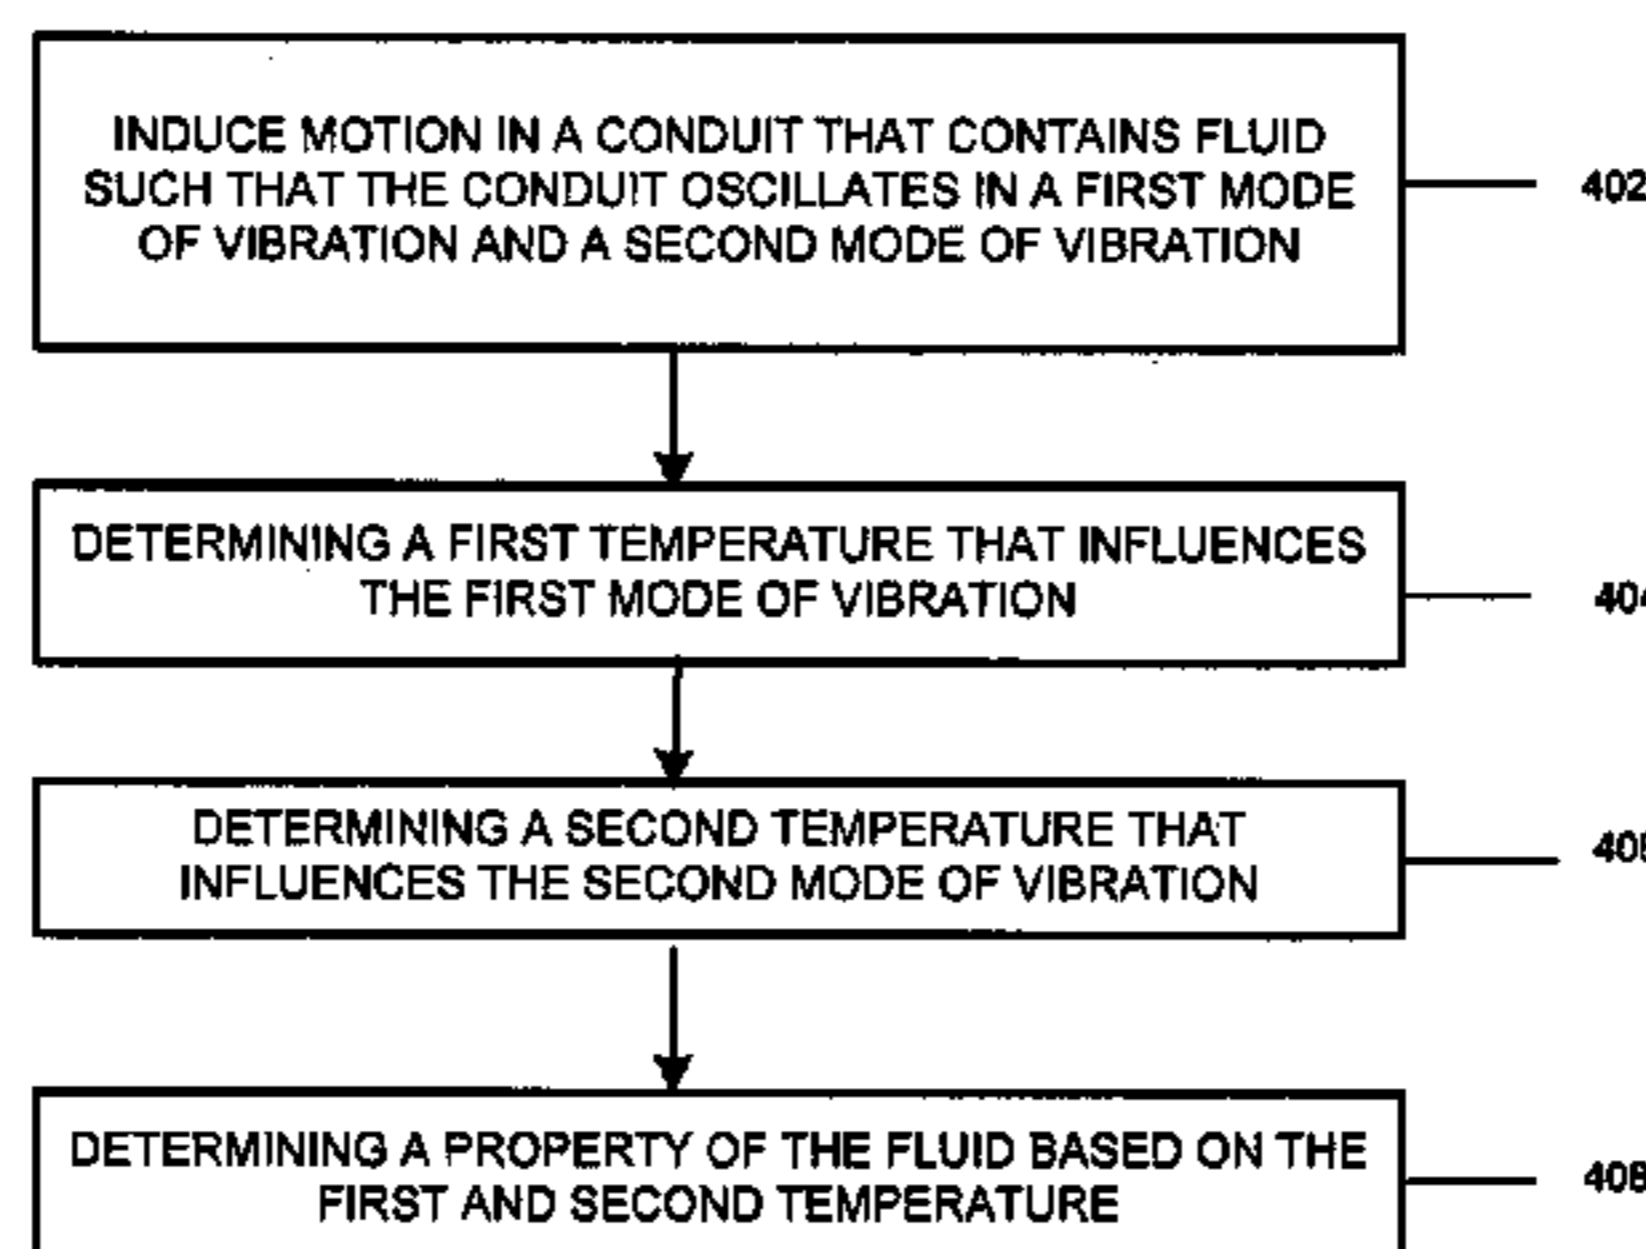 INDUCE MOTION IN A CONDUIT THAT CONTAINS FLUID
SUCH THAT THE CONDUIT OSCILLATES IN A FIRST MODE
OF VIBRATION AND A SECOND MODE OF VIBRATION
402
DETERMINING A FIRST TEMPERATURE THAT INFLUENCES
THE FIRST MODE OF VIBRATION
DETERMINING A SECOND TEMPERATURE THAT
INFLUENCES THE SECOND MODE OF VIBRATION
DETERMINING A PROPERTY OF THE FLUID BASED ON THE
FIRST AND SECOND TEMPERATURE